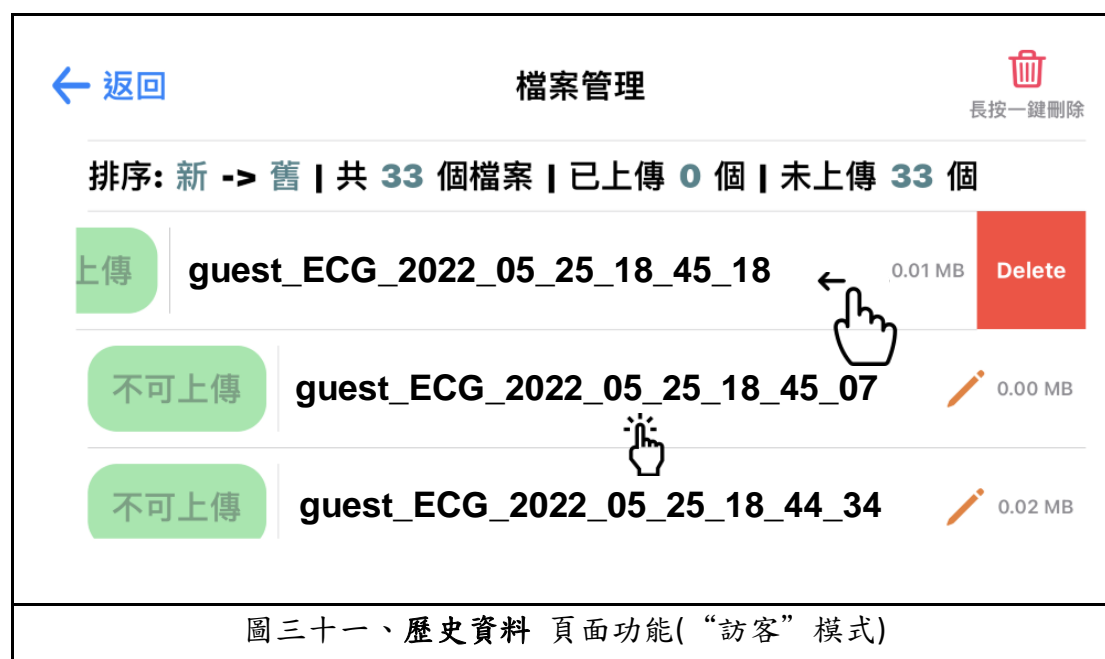 ← 返回
檔案管理
長按一鍵刪除
排序: 新 -> 舊 | 共 33 個檔案 | 已上傳 0 個 | 未上傳 33 個
上傳 guest_ECG_2022_05_25_18_45_18 ← 0.01 MB Delete
不可上傳 guest_ECG_2022_05_25_18_45_07 0.00 MB
不可上傳 guest_ECG_2022_05_25_18_44_34 0.02 MB
圖三十一、歷史資料 頁面功能(“訪客”模式)